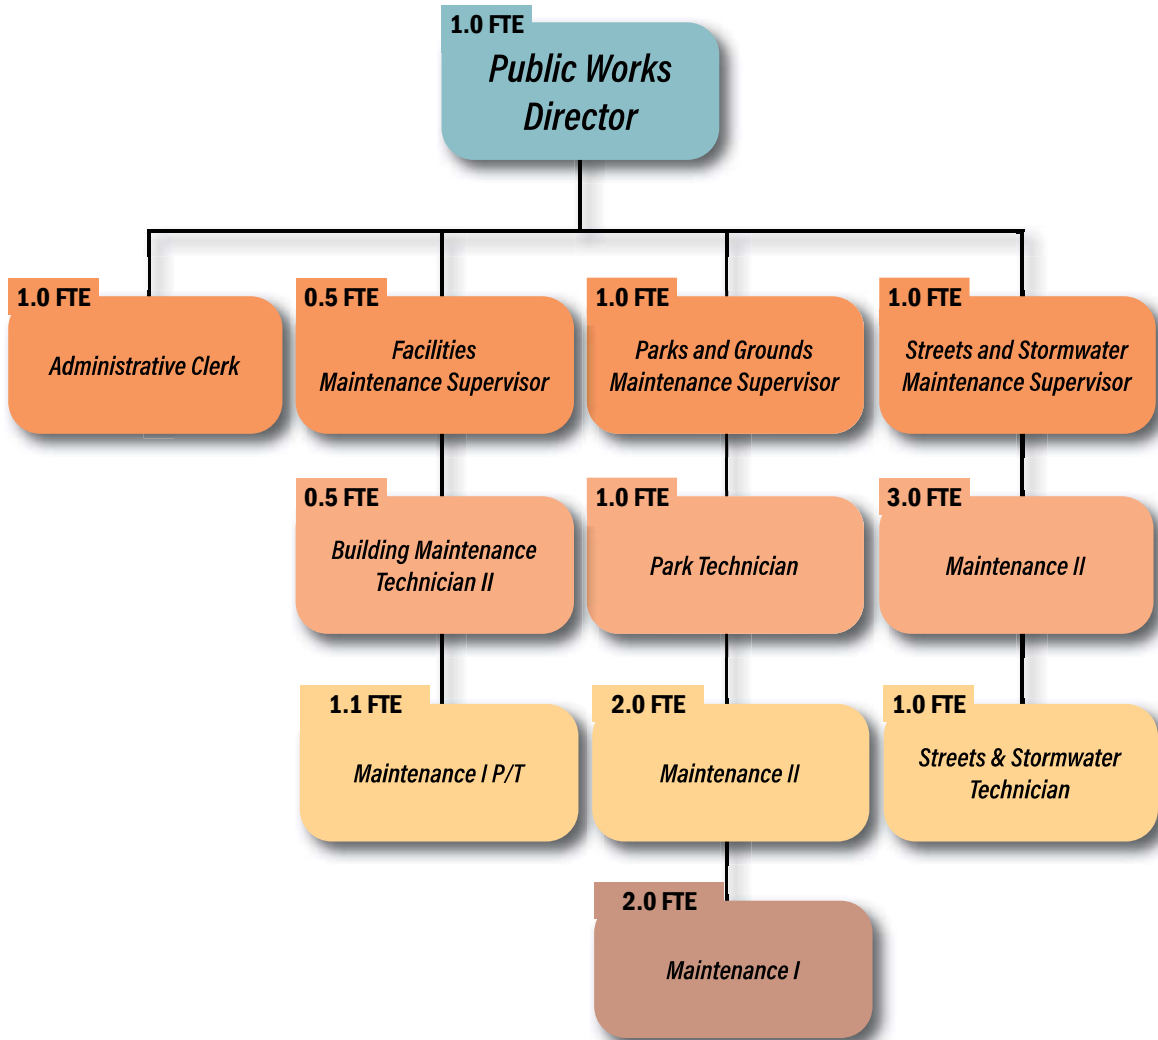 1.0 FTE
Public Works
Director
1.0 FTE
Administrative Clerk
0.5 FTE
Facilities
Maintenance Supervisor
1.0 FTE
Parks and Grounds
Maintenance Supervisor
1.0 FTE
Streets and Stormwater
Maintenance Supervisor
0.5 FTE
Building Maintenance
Technician II
1.0 FTE
Park Technician
3.0 FTE
Maintenance II
1.1 FTE
Maintenance I P/T
2.0 FTE
Maintenance II
1.0 FTE
Streets & Stormwater
Technician
2.0 FTE
Maintenance I